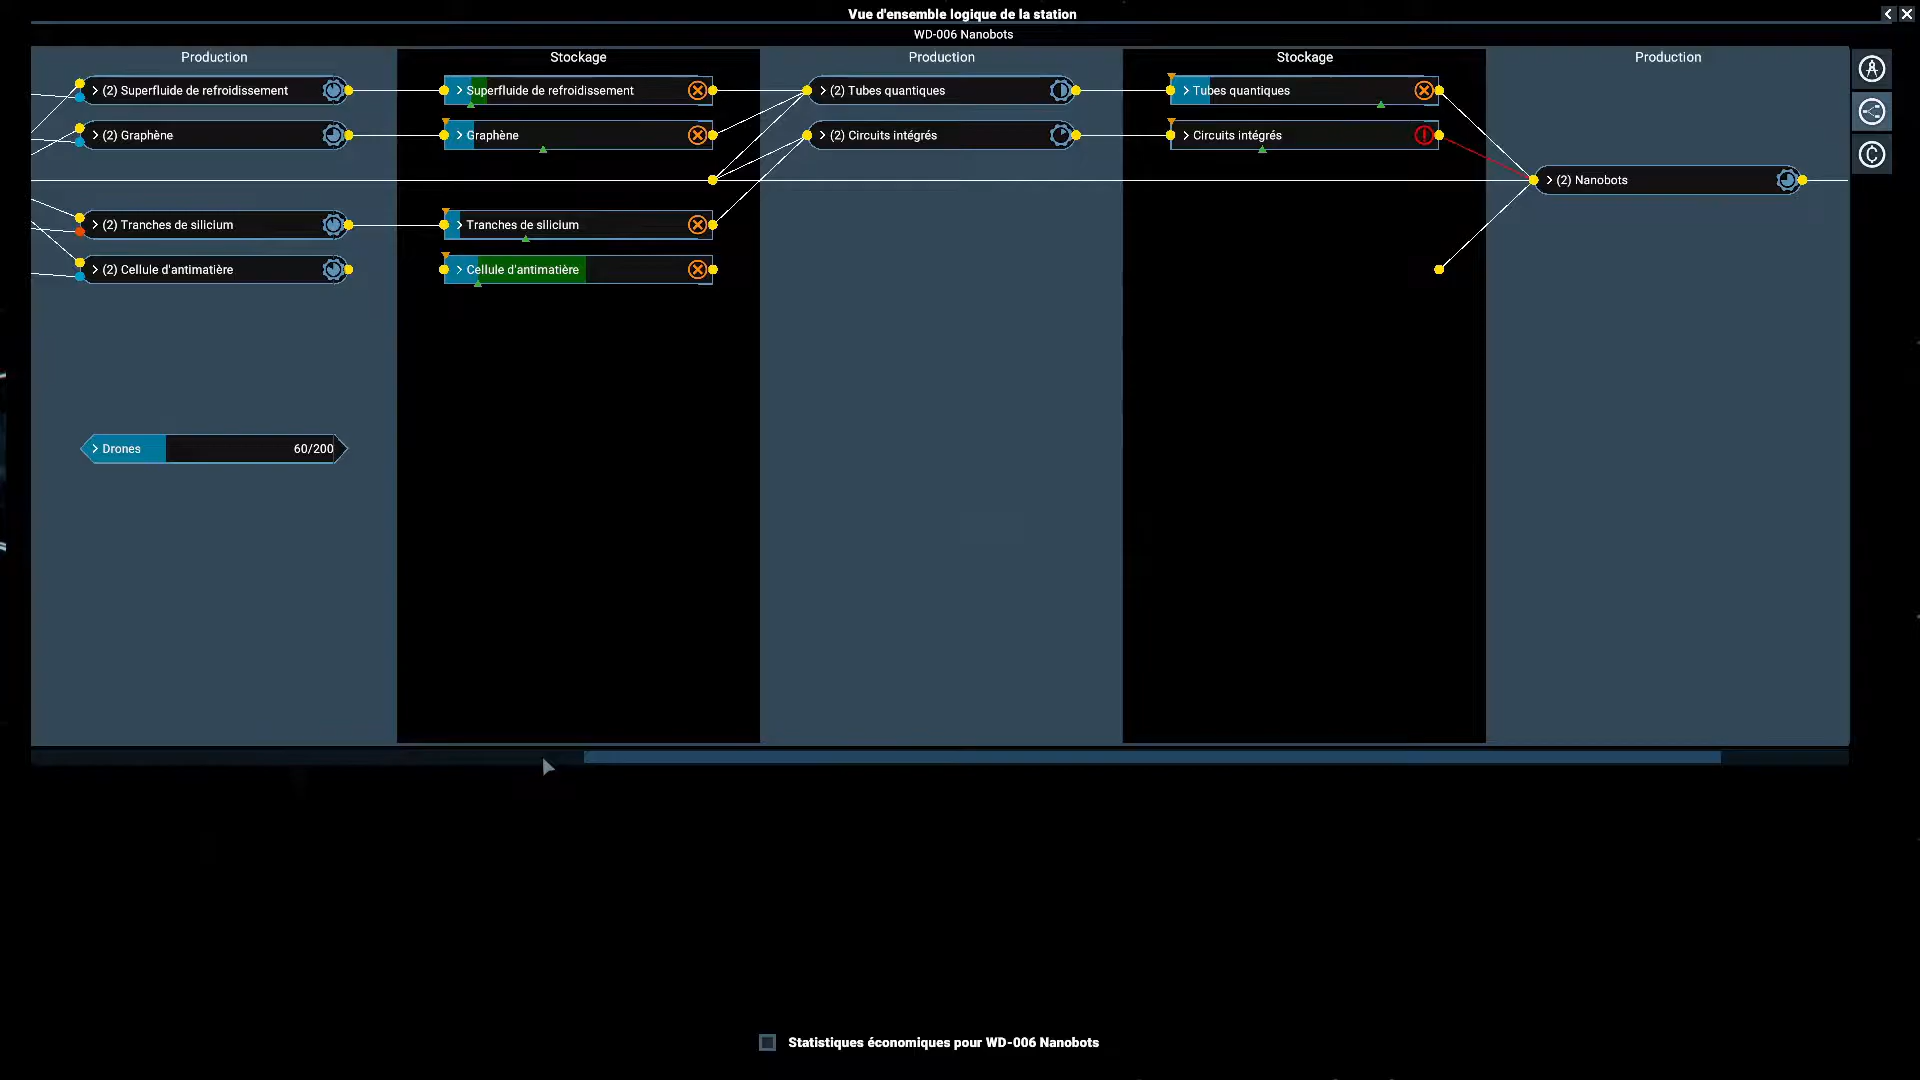 Vue d'ensemble logique de la station
WD-006 Nanobots
Production
Stockage
Production
Stockage
Production
(2) Superfluide de refroidissement
Superfluide de refroidissement
(2) Tubes quantiques
Tubes quantiques
(2) Graphène
Graphène
(2) Circuits intégrés
Circuits intégrés
(2) Nanobots
(2) Tranches de silicium
Tranches de silicium
(2) Cellule d'antimatière
Cellule d'antimatière
Drones 60/200
Statistiques économiques pour WD-006 Nanobots